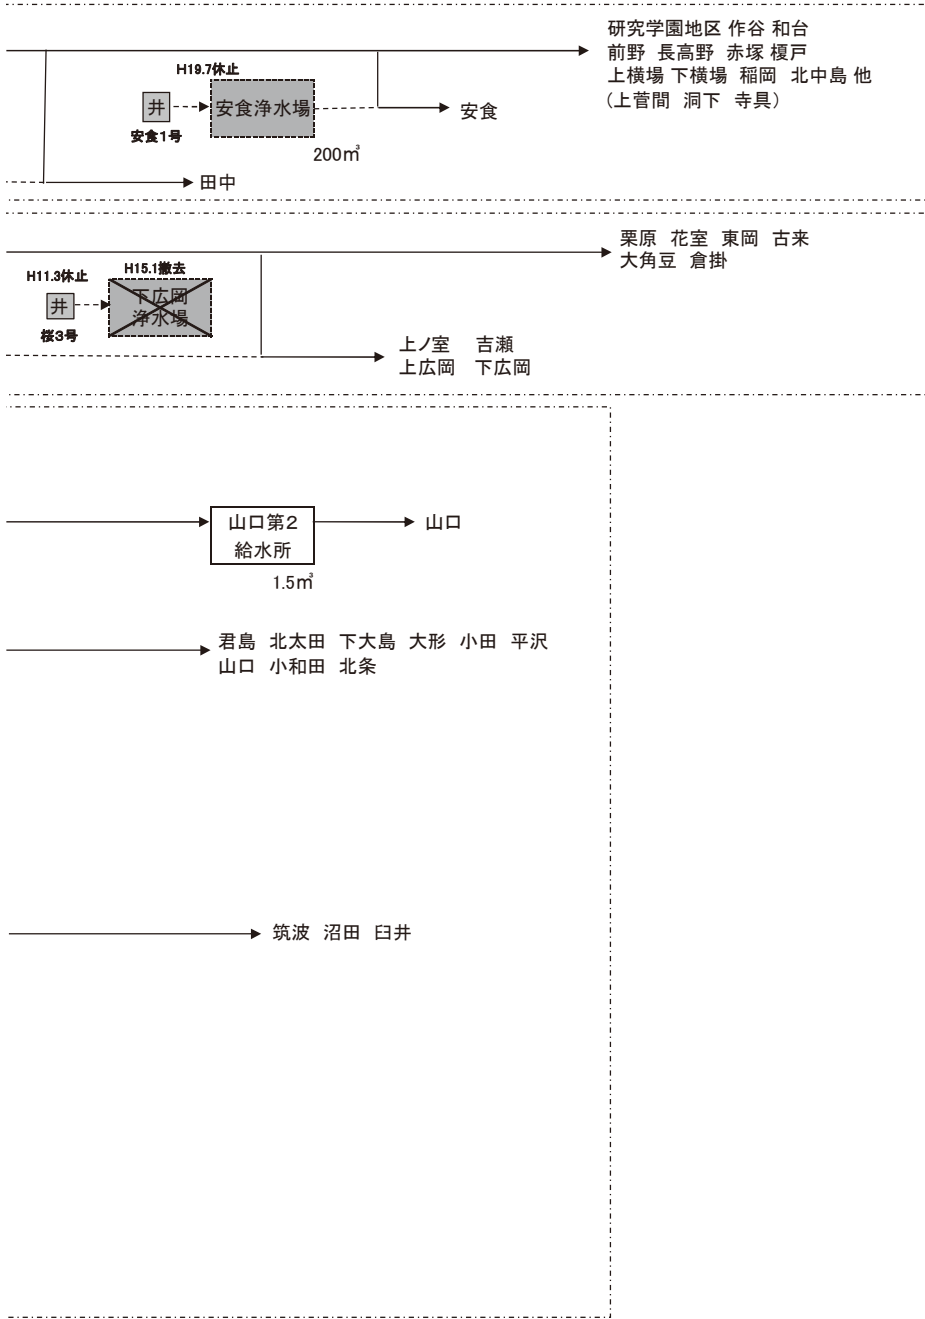 研究学園地区 作谷 和台
前野 長高野 赤塚 榎戸
上横場 下横場 稲岡 北中島 他
(上菅間 洞下 寺具)
H19.7休止
井
安食浄水場
安食
安食1号
200㎥
田中
栗原 花室 東岡 古来
大角豆 倉掛
H11.3休止
H15.1撤去
井
下広岡
浄水場
桜3号
上ノ室 吉瀬
上広岡 下広岡
山口第2
給水所
山口
1.5㎥
君島 北太田 下大島 大形 小田 平沢
山口 小和田 北条
筑波 沼田 臼井